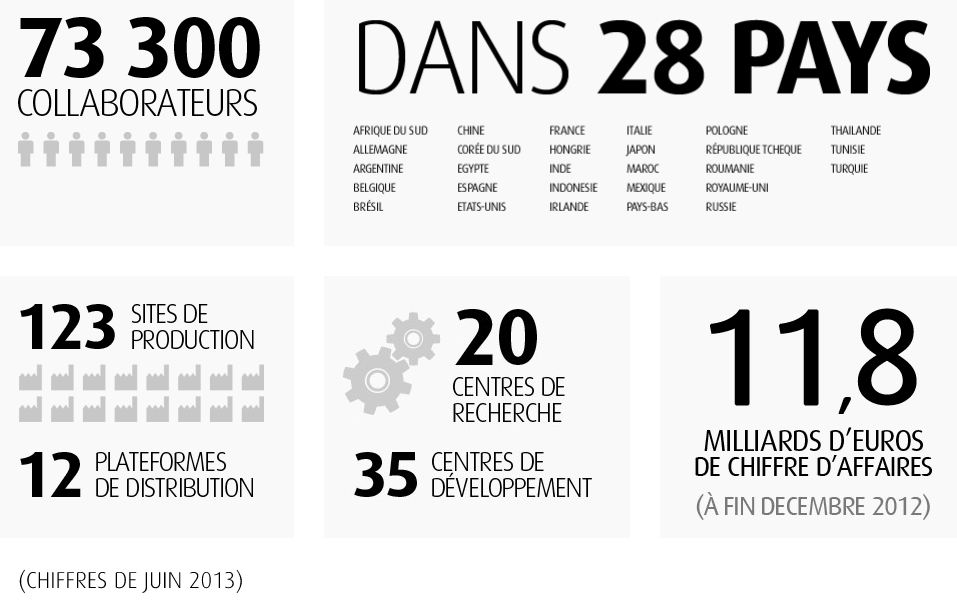 73 300
COLLABORATEURS
DANS 28 PAYS
AFRIQUE DU SUD
ALLEMAGNE
ARGENTINE
BELGIQUE
BRÉSIL
CHINE
CORÉE DU SUD
EGYPTE
ESPAGNE
ETATS-UNIS
FRANCE
HONGRIE
INDE
INDONESIE
IRLANDE
ITALIE
JAPON
MAROC
MEXIQUE
PAYS-BAS
POLOGNE
RÉPUBLIQUE TCHEQUE
ROUMANIE
ROYAUME-UNI
RUSSIE
THAILANDE
TUNISIE
TURQUIE
123 SITES DE
PRODUCTION
12 PLATEFORMES
DE DISTRIBUTION
20
CENTRES DE
RECHERCHE
35 CENTRES DE
DÉVELOPPEMENT
11,8
MILLIARDS D'EUROS
DE CHIFFRE D'AFFAIRES
(À FIN DECEMBRE 2012)
(CHIFFRES DE JUIN 2013)